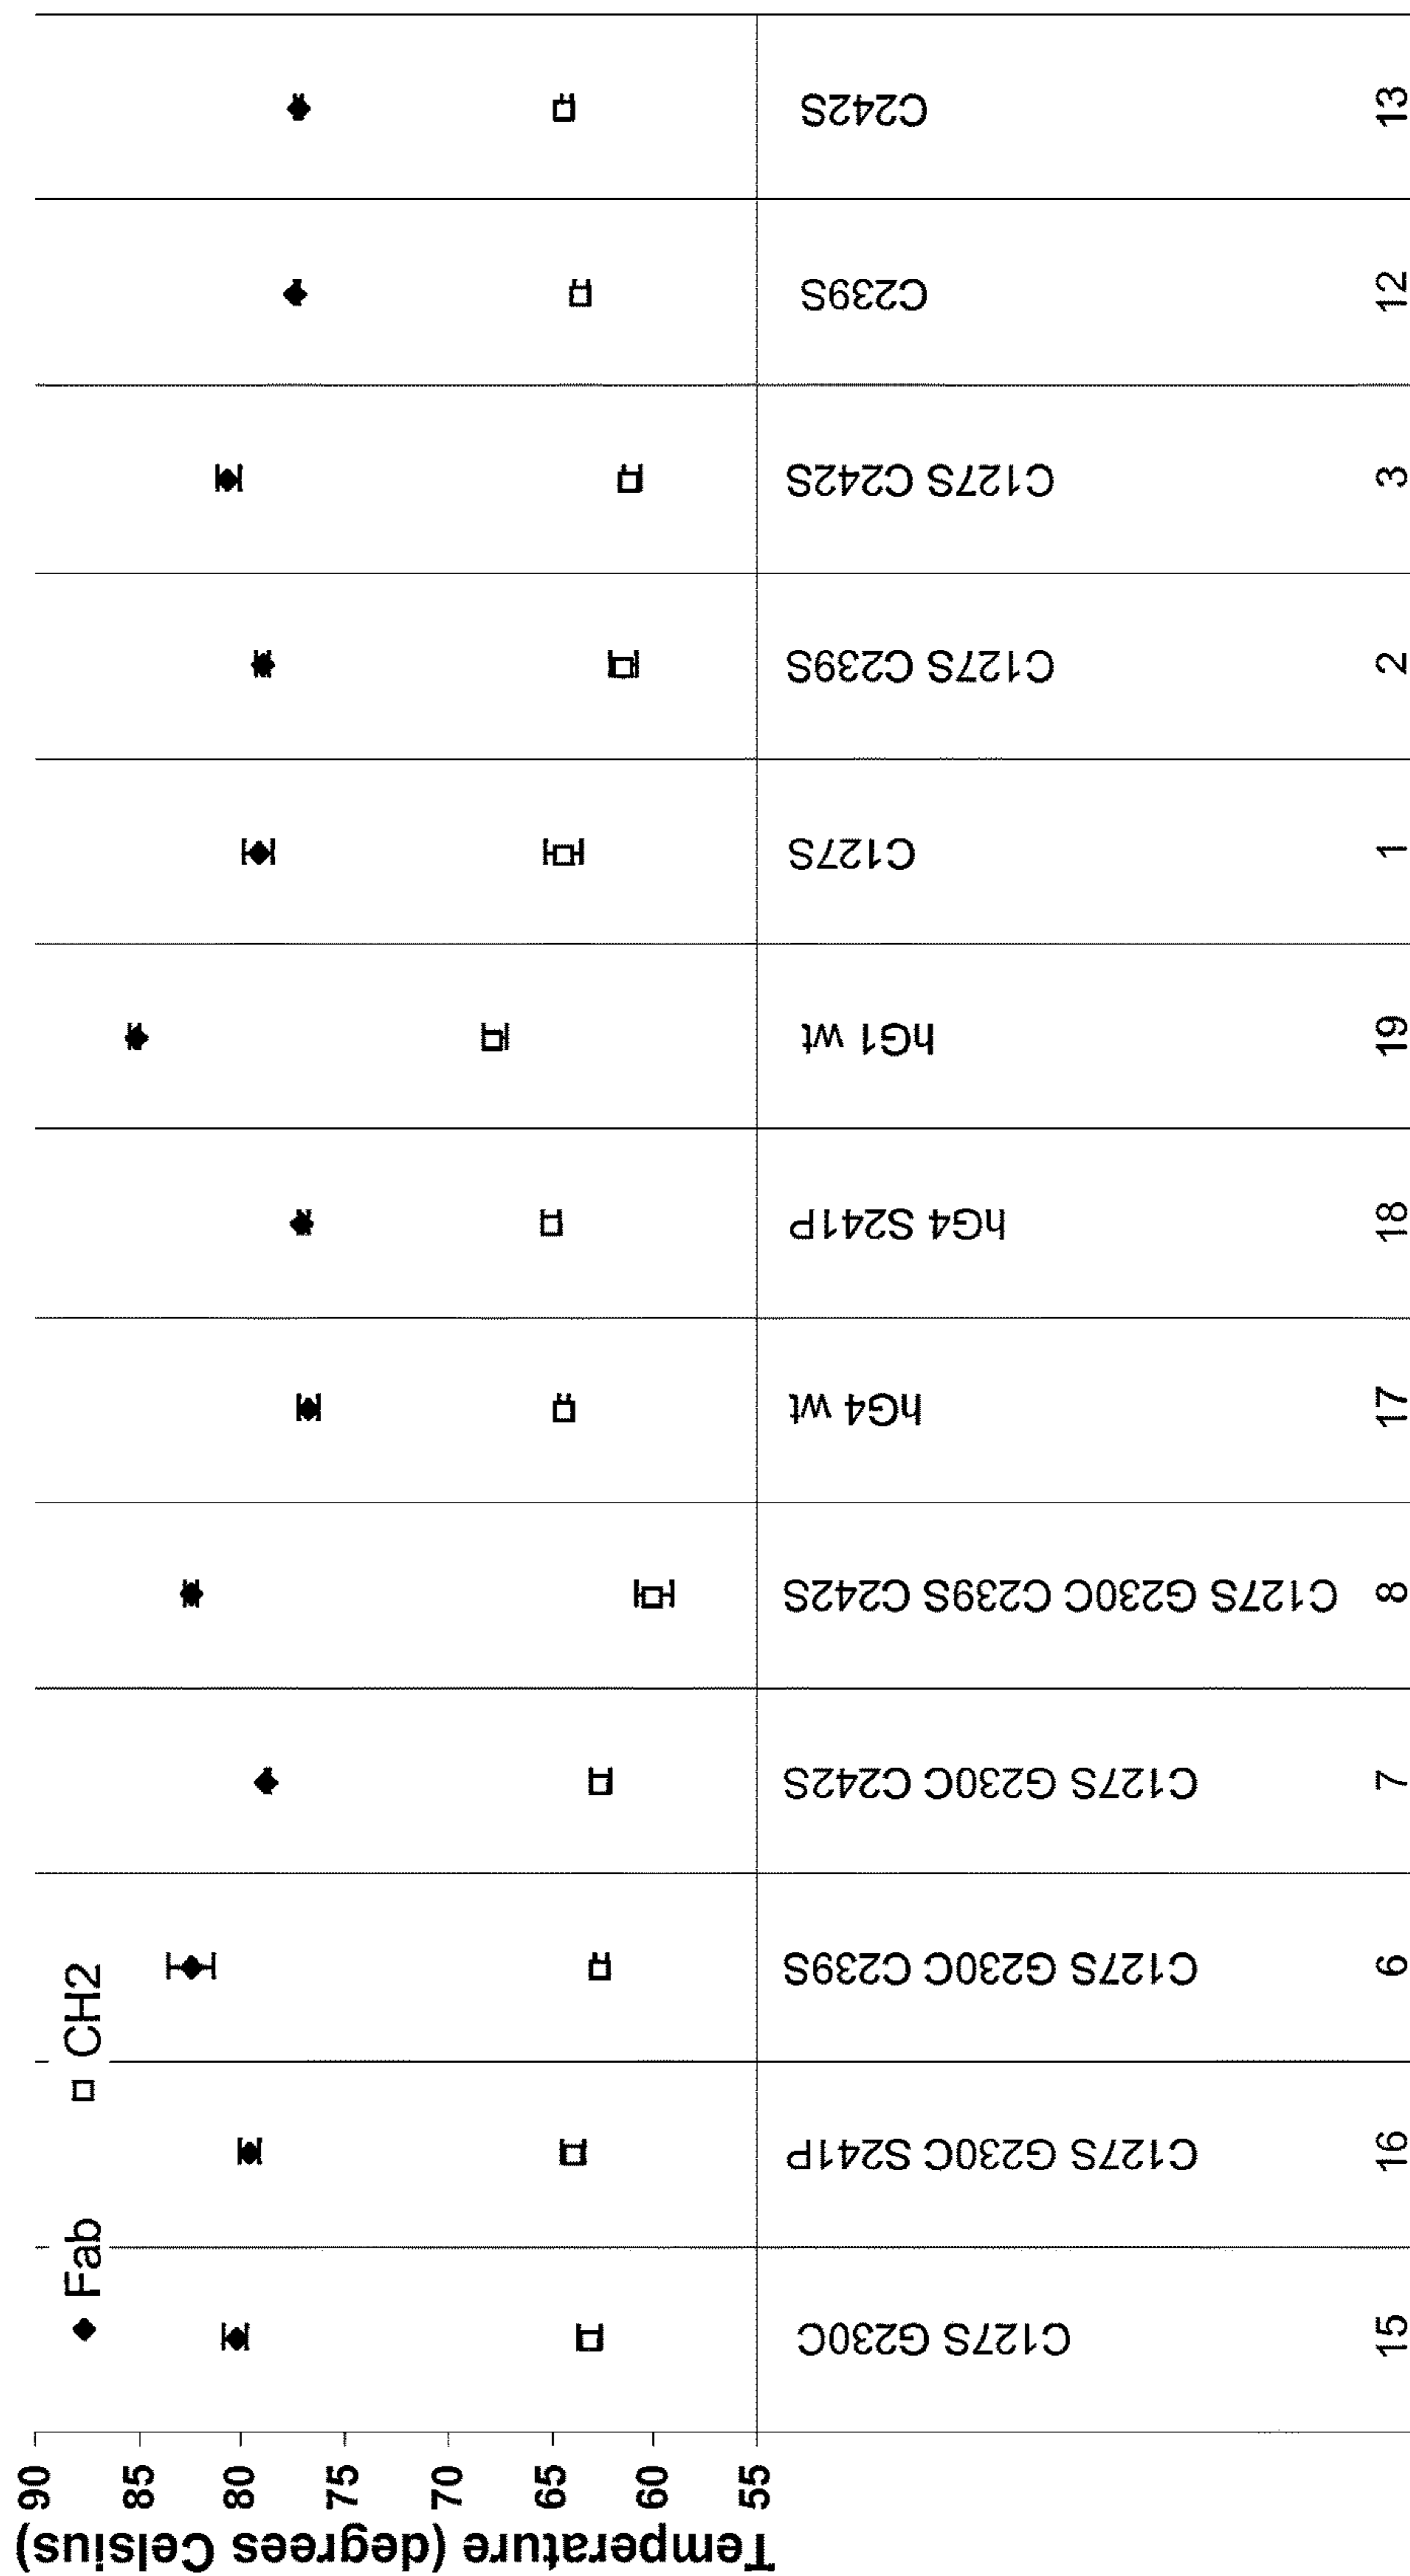 Temperature (degrees Celsius)
90
85
80
75
70
65
60
55
Fab
CH2
C127S G230C
C127S G230C S241P
C127S G230C C239S
C127S G230C C242S
C127S G230C C239S C242S
hG4 wt
hG4 S241P
hG1 wt
C127S
C127S C239S
C127S C242S
C239S
C242S
15
16
6
7
8
17
18
19
1
2
3
12
13